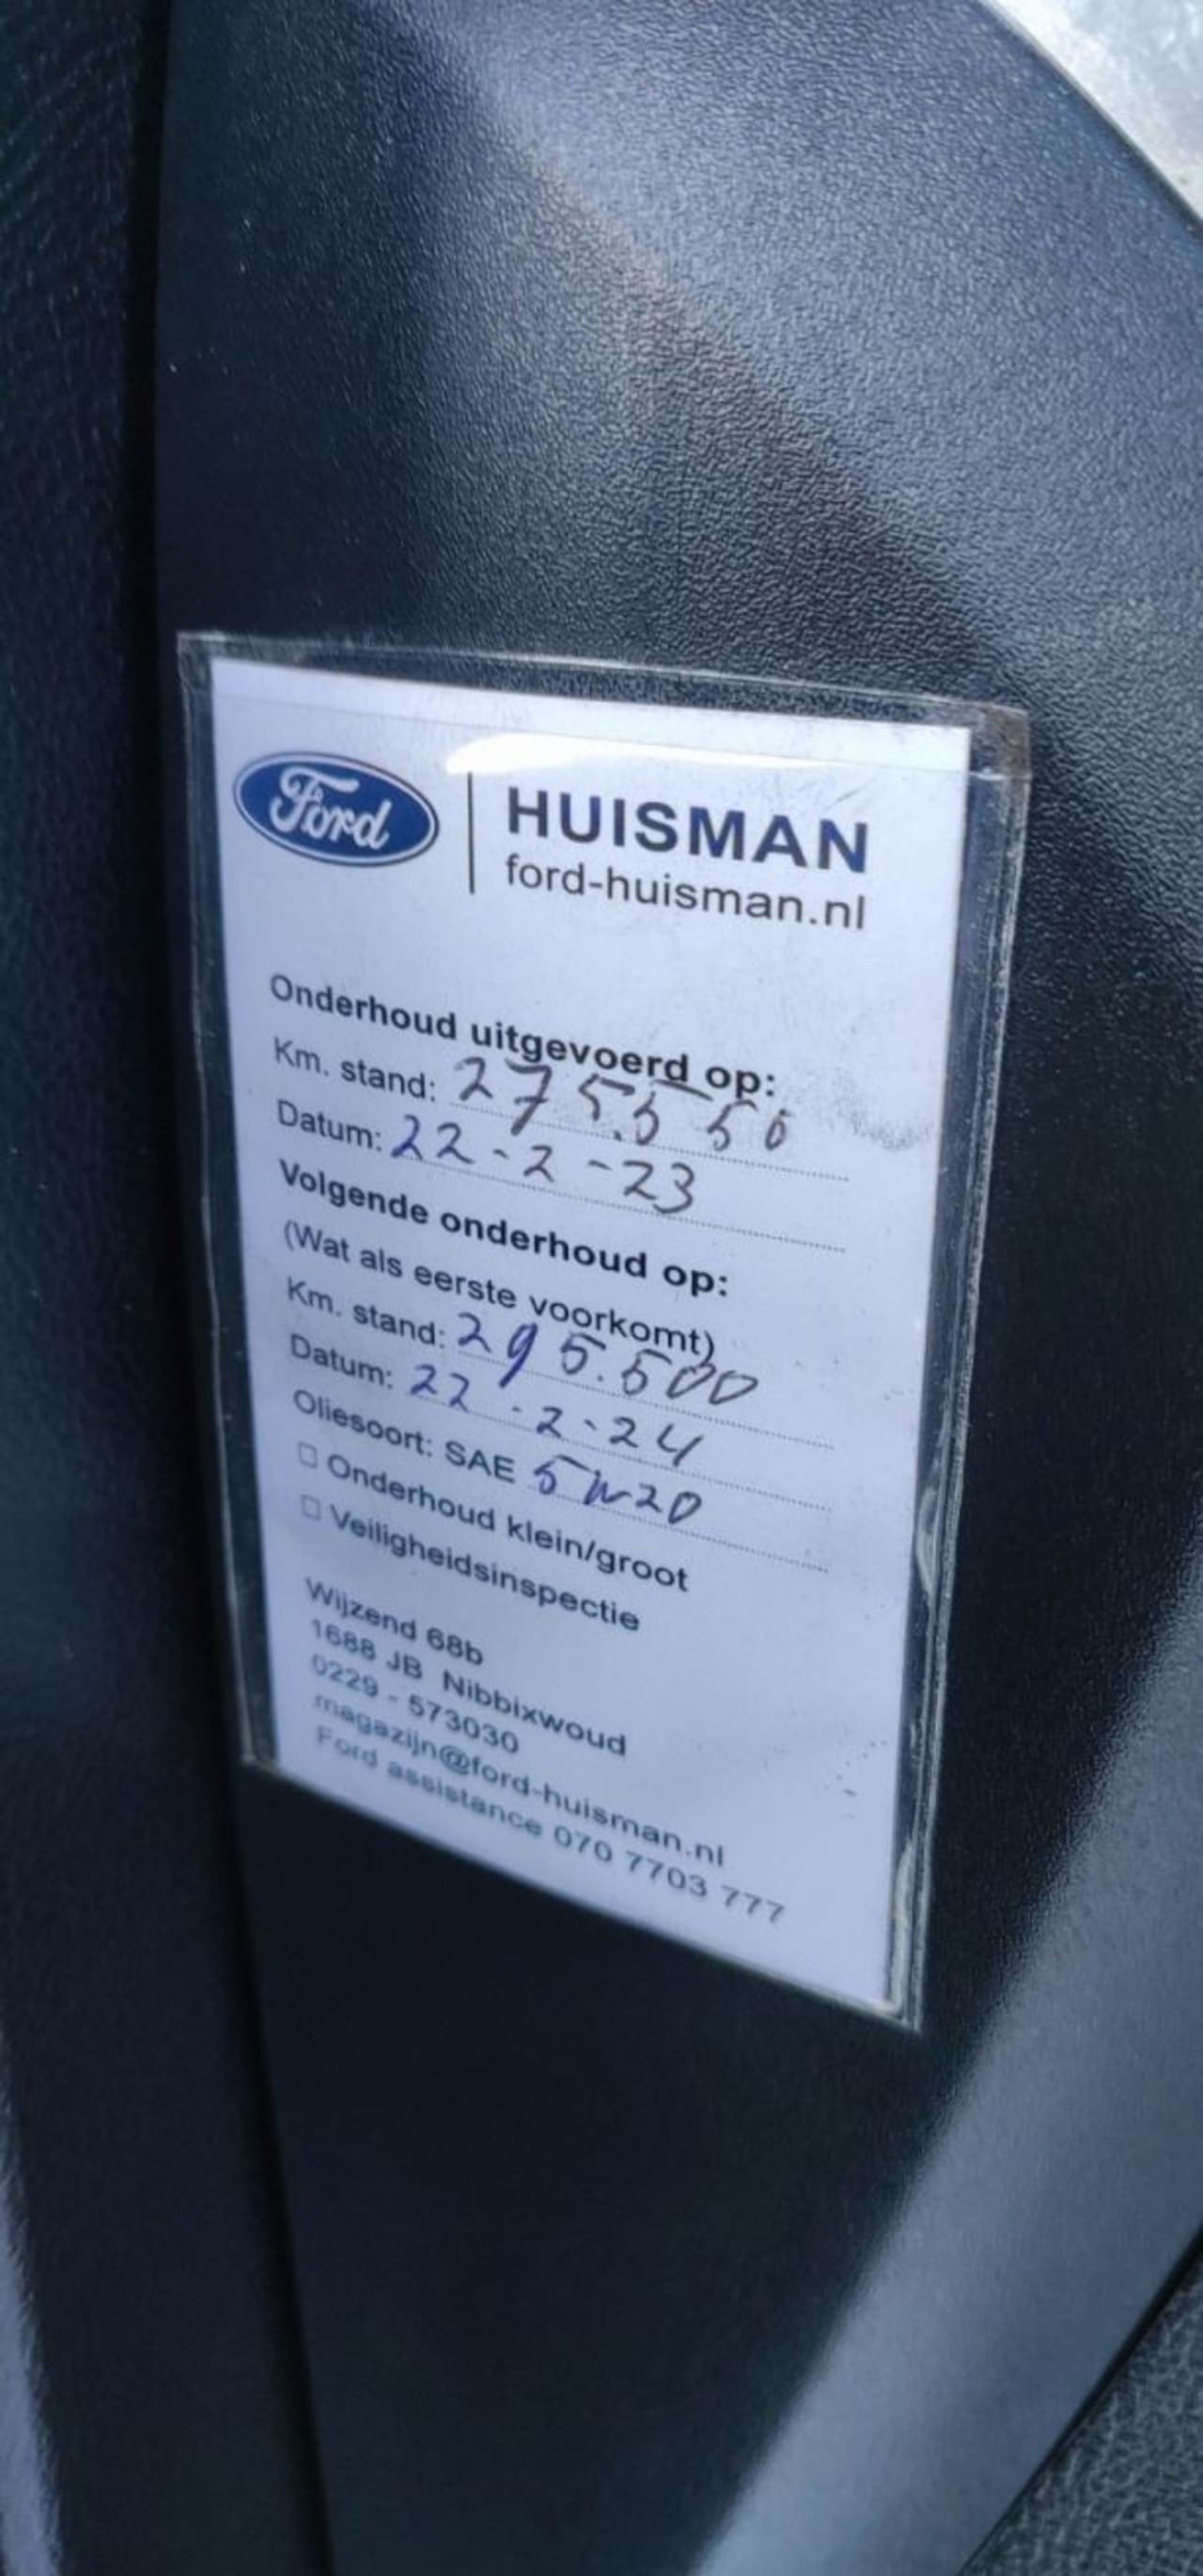 Ford HUISMAN
ford-huisman.nl
Onderhoud uitgevoerd op:
Km. stand: 275.550
Datum: 22-2-23
Volgende onderhoud op:
(Wat als eerste voorkomt)
Km. stand: 295.500
Datum: 22-2-24
Oliesoort: SAE 5W20
Onderhoud klein/groot
Veiligheidsinspectie
Wijzend 68b
1688 JB Nibbixwoud
0229 - 573030
magazijn@ford-huisman.nl
Ford assistance 070 7703 777